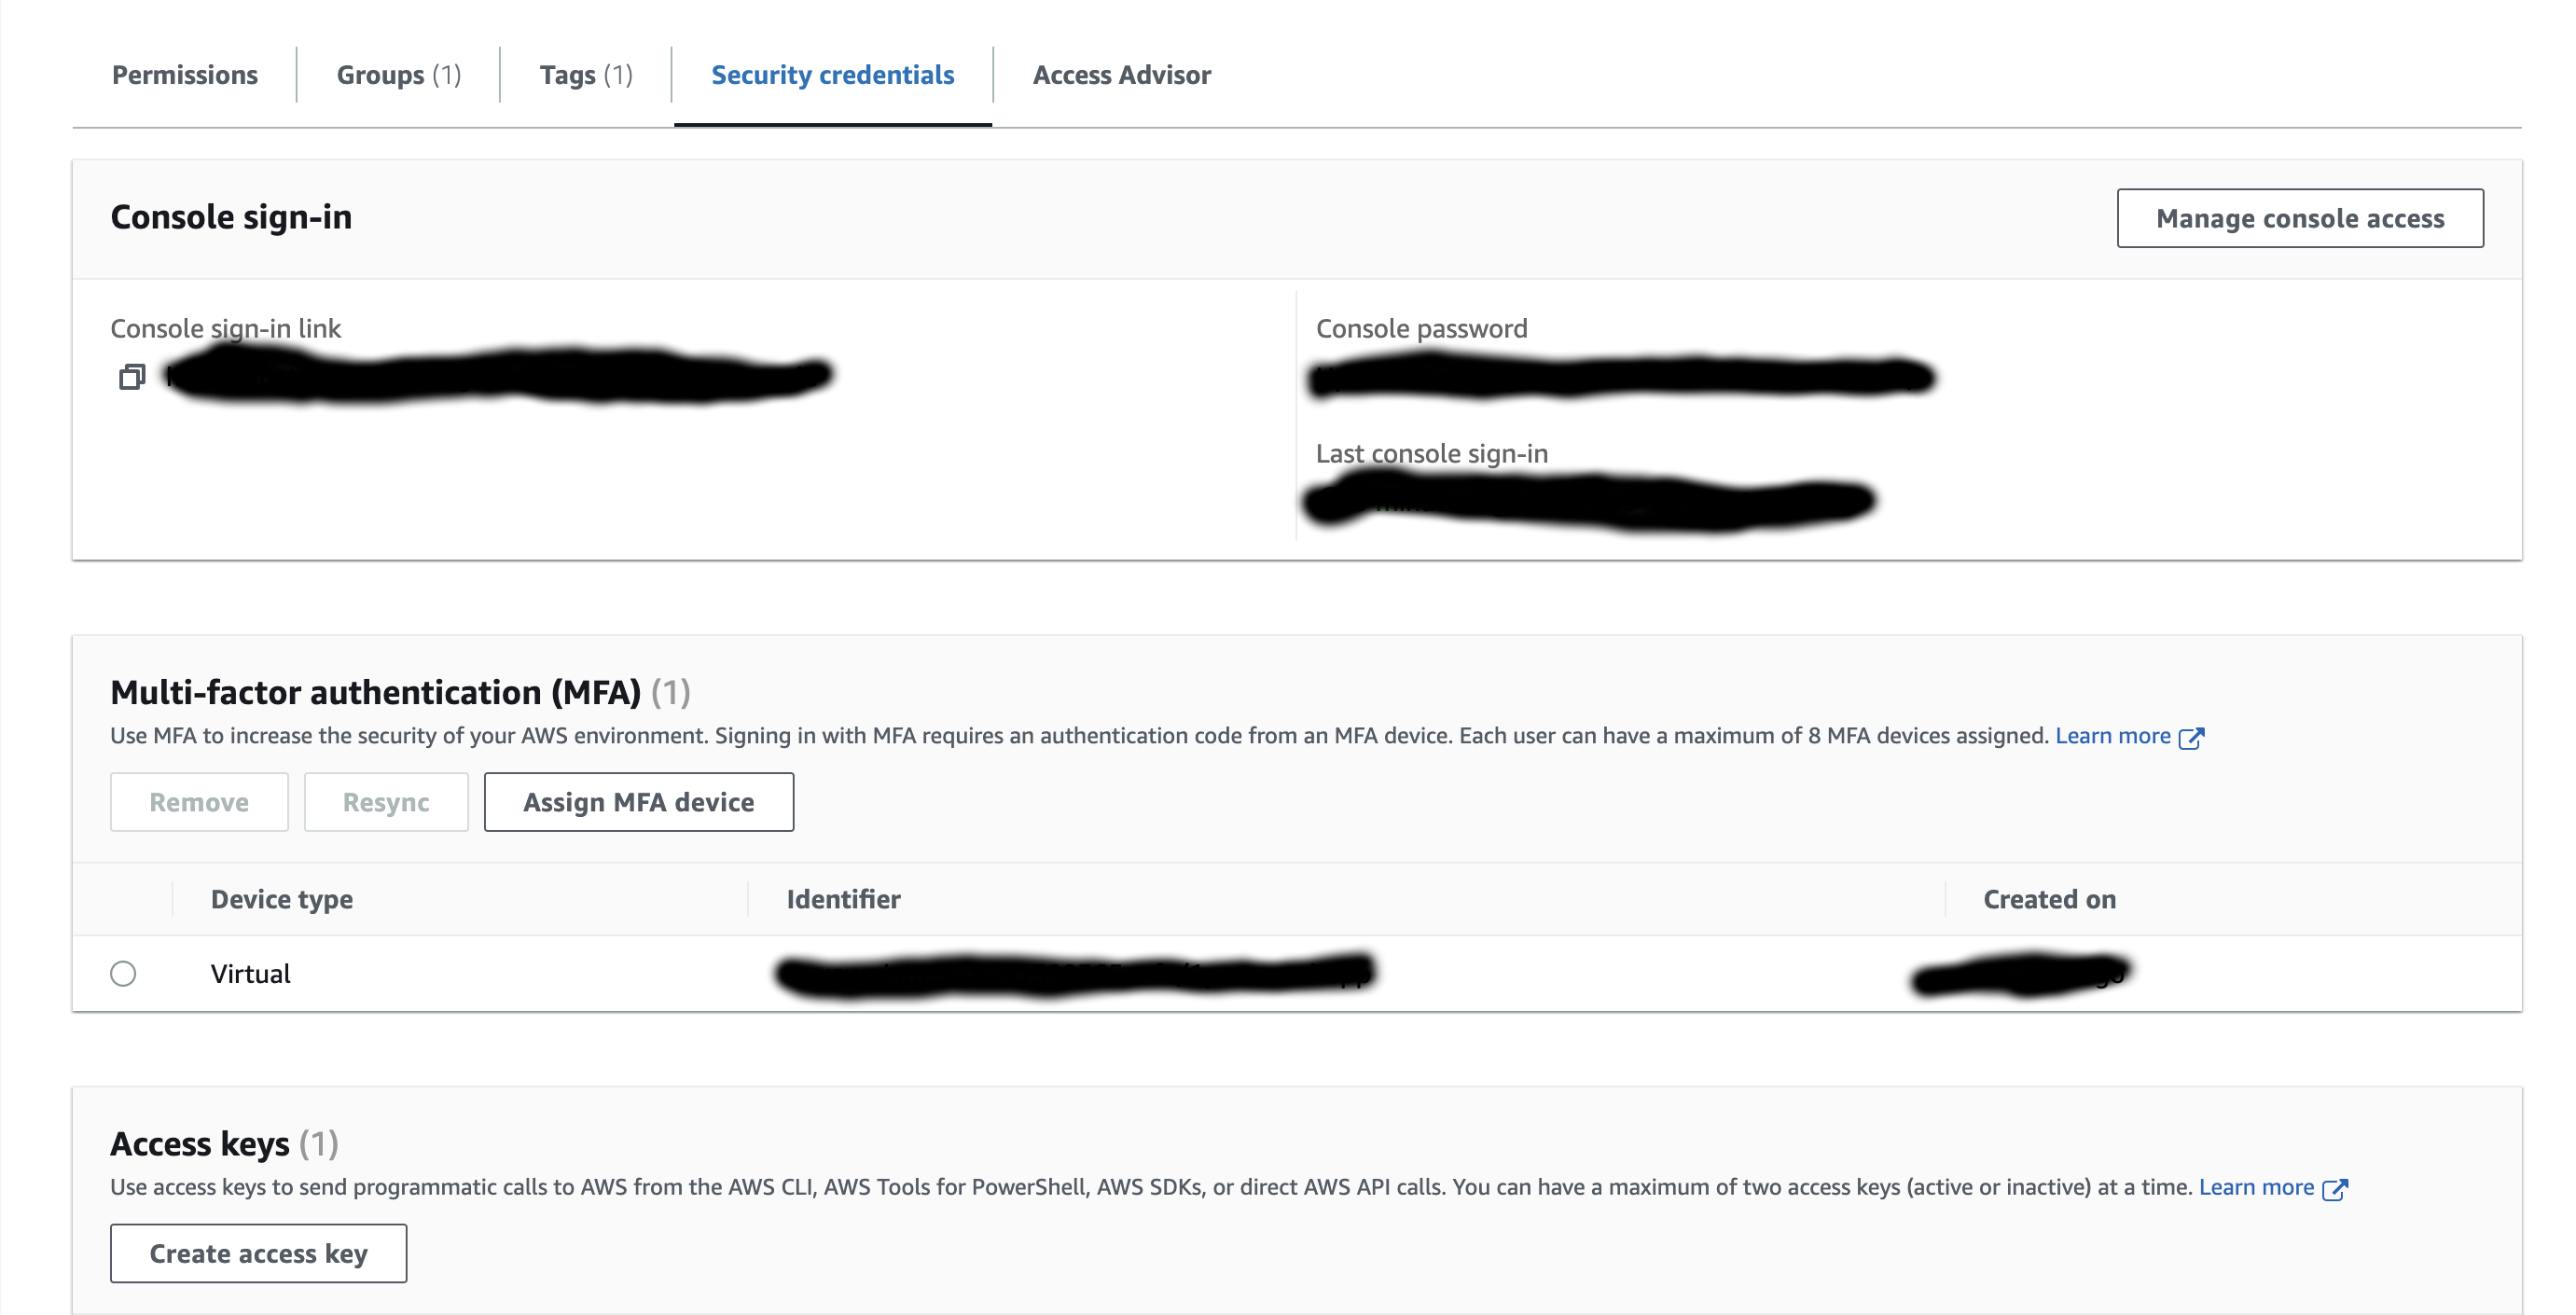 Permissions
Groups (1)
Tags (1)
Security credentials
Access Advisor
Console sign-in
Manage console access
Console sign-in link
Console password
Last console sign-in
Multi-factor authentication (MFA) (1)
Use MFA to increase the security of your AWS environment. Signing in with MFA requires an authentication code from an MFA device. Each user can have a maximum of 8 MFA devices assigned. Learn more
Remove
Resync
Assign MFA device
Device type
Identifier
Created on
Virtual
Access keys (1)
Use access keys to send programmatic calls to AWS from the AWS CLI, AWS Tools for PowerShell, AWS SDKs, or direct AWS API calls. You can have a maximum of two access keys (active or inactive) at a time. Learn more
Create access key